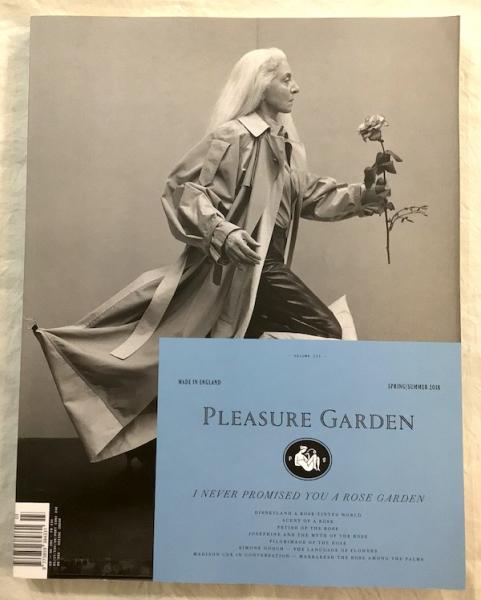 MADE IN ENGLAND
SPRING/SUMMER 2018
PLEASURE GARDEN
P G
I NEVER PROMISED YOU A ROSE GARDEN
DISNEYLAND A ROSE-TINTED WORLD
SCENT OF A ROSE
FETISH OF THE ROSE
JOSEPHINE AND THE MYTH OF THE ROSE
PILGRIMAGE OF THE ROSE
SIMONE GOOCH — THE LANGUAGE OF FLOWERS
MADISON COX IN CONVERSATION — MARRAKESH THE ROSE AMONG THE PALMS